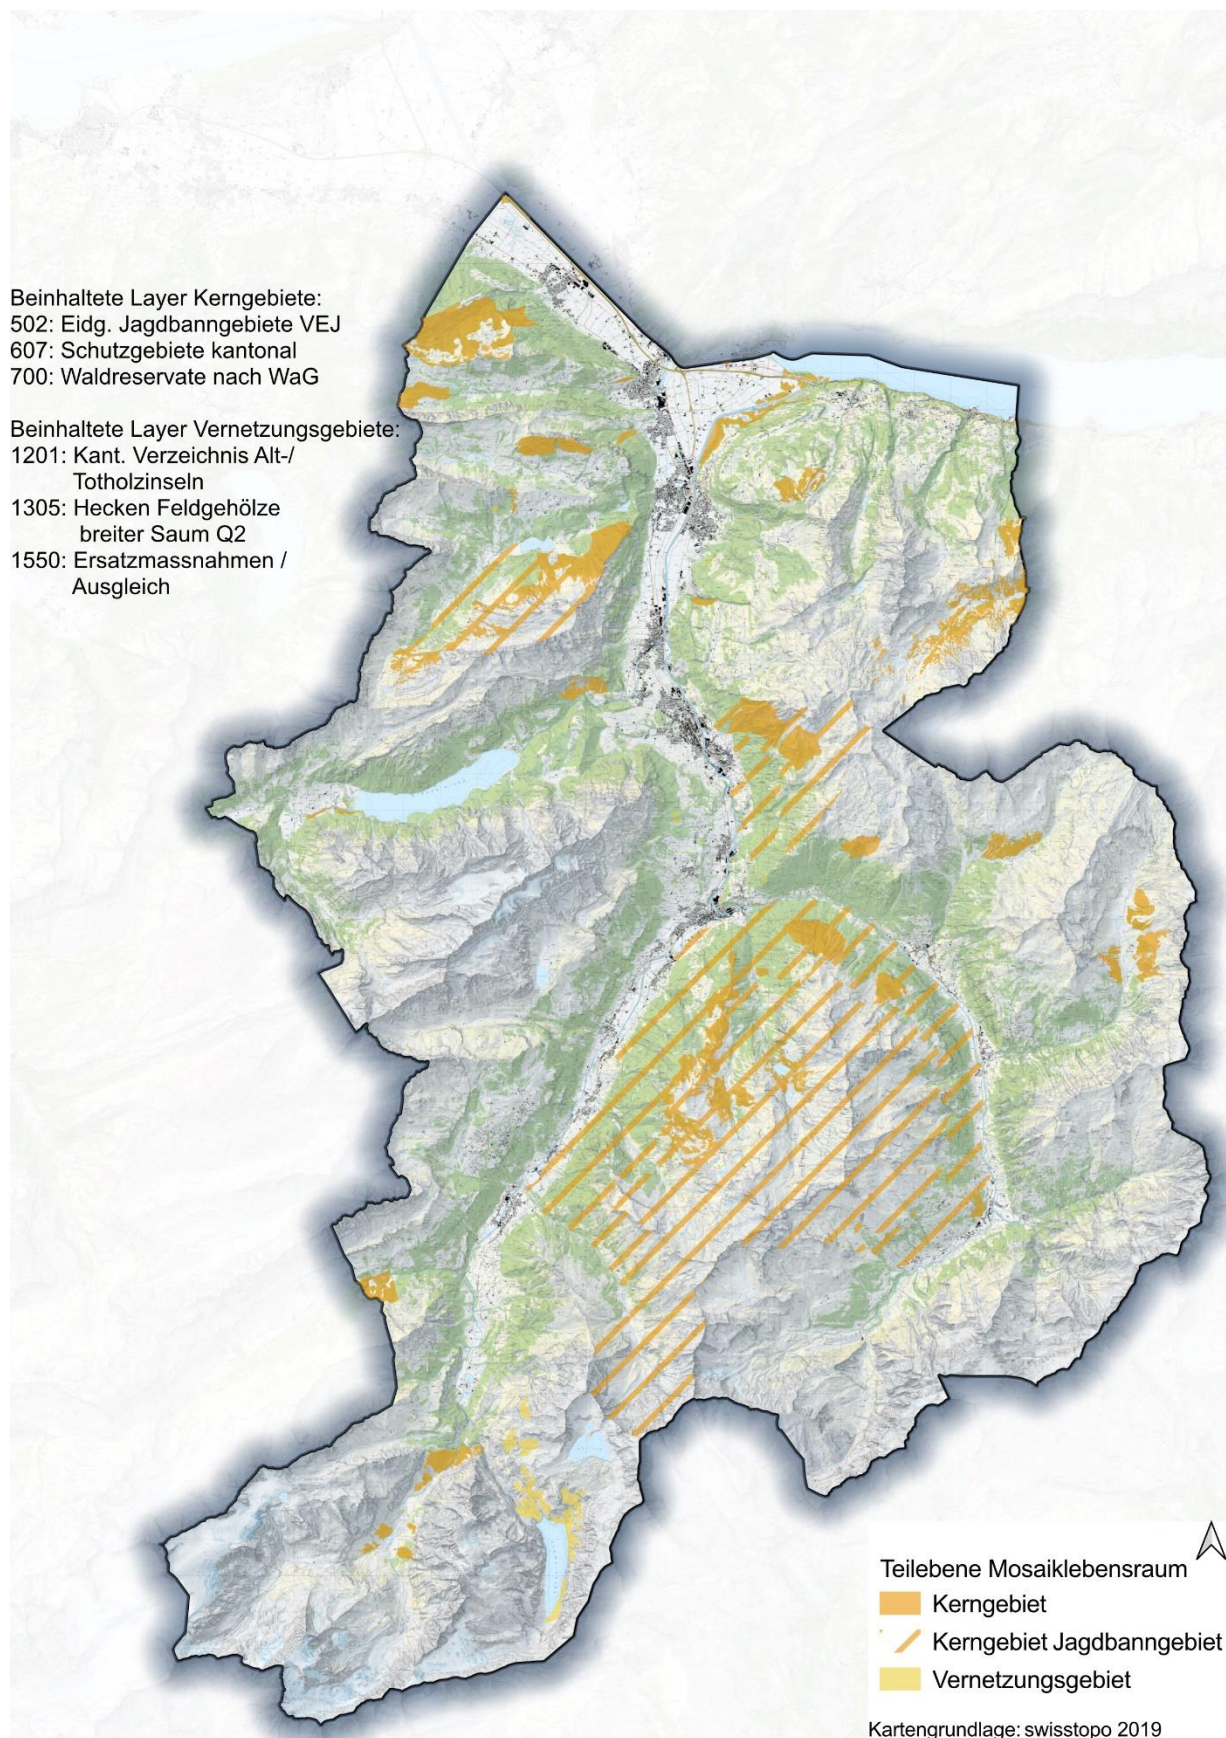 Beinhaltete Layer Kerngebiete:
502: Eidg. Jagdbanngebiete VEJ
607: Schutzgebiete kantonal
700: Waldreservate nach WaG
Beinhaltete Layer Vernetzungsgebiete:
1201: Kant. Verzeichnis Alt-/
Totholzinseln
1305: Hecken Feldgehölze
breiter Saum Q2
1550: Ersatzmassnahmen /
Ausgleich
Teilebene Mosaiklebensraum
Kerngebiet
Kerngebiet Jagdbanngebiet
Vernetzungsgebiet
Kartengrundlage: swisstopo 2019